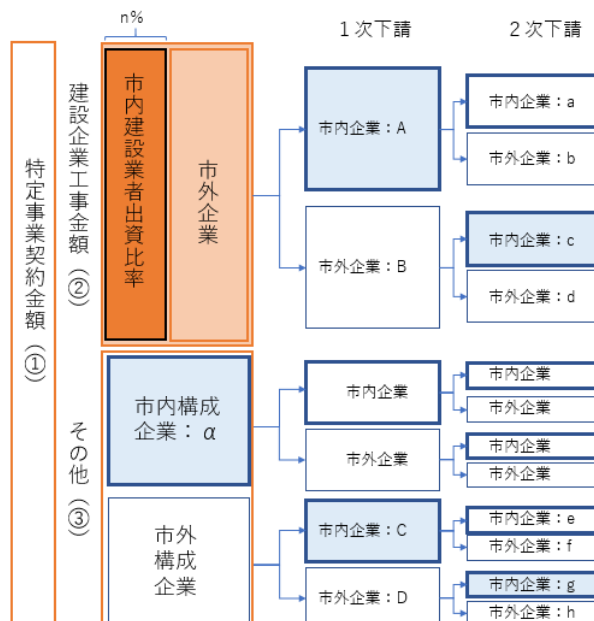 n%
1次下請
2次下請
特定事業契約金額(①)
建設企業工事金額(②)
市内建設業者出資比率
市外企業
市内企業：A
市外企業：B
市内企業：a
市外企業：b
市内企業：c
市外企業：d
その他(③)
市内構成
企業：α
市内企業
市外企業
市内企業
市外企業
市内企業
市外企業
市外
構成
企業
市内企業：C
市外企業：D
市内企業：e
市外企業：f
市内企業：g
市外企業：h